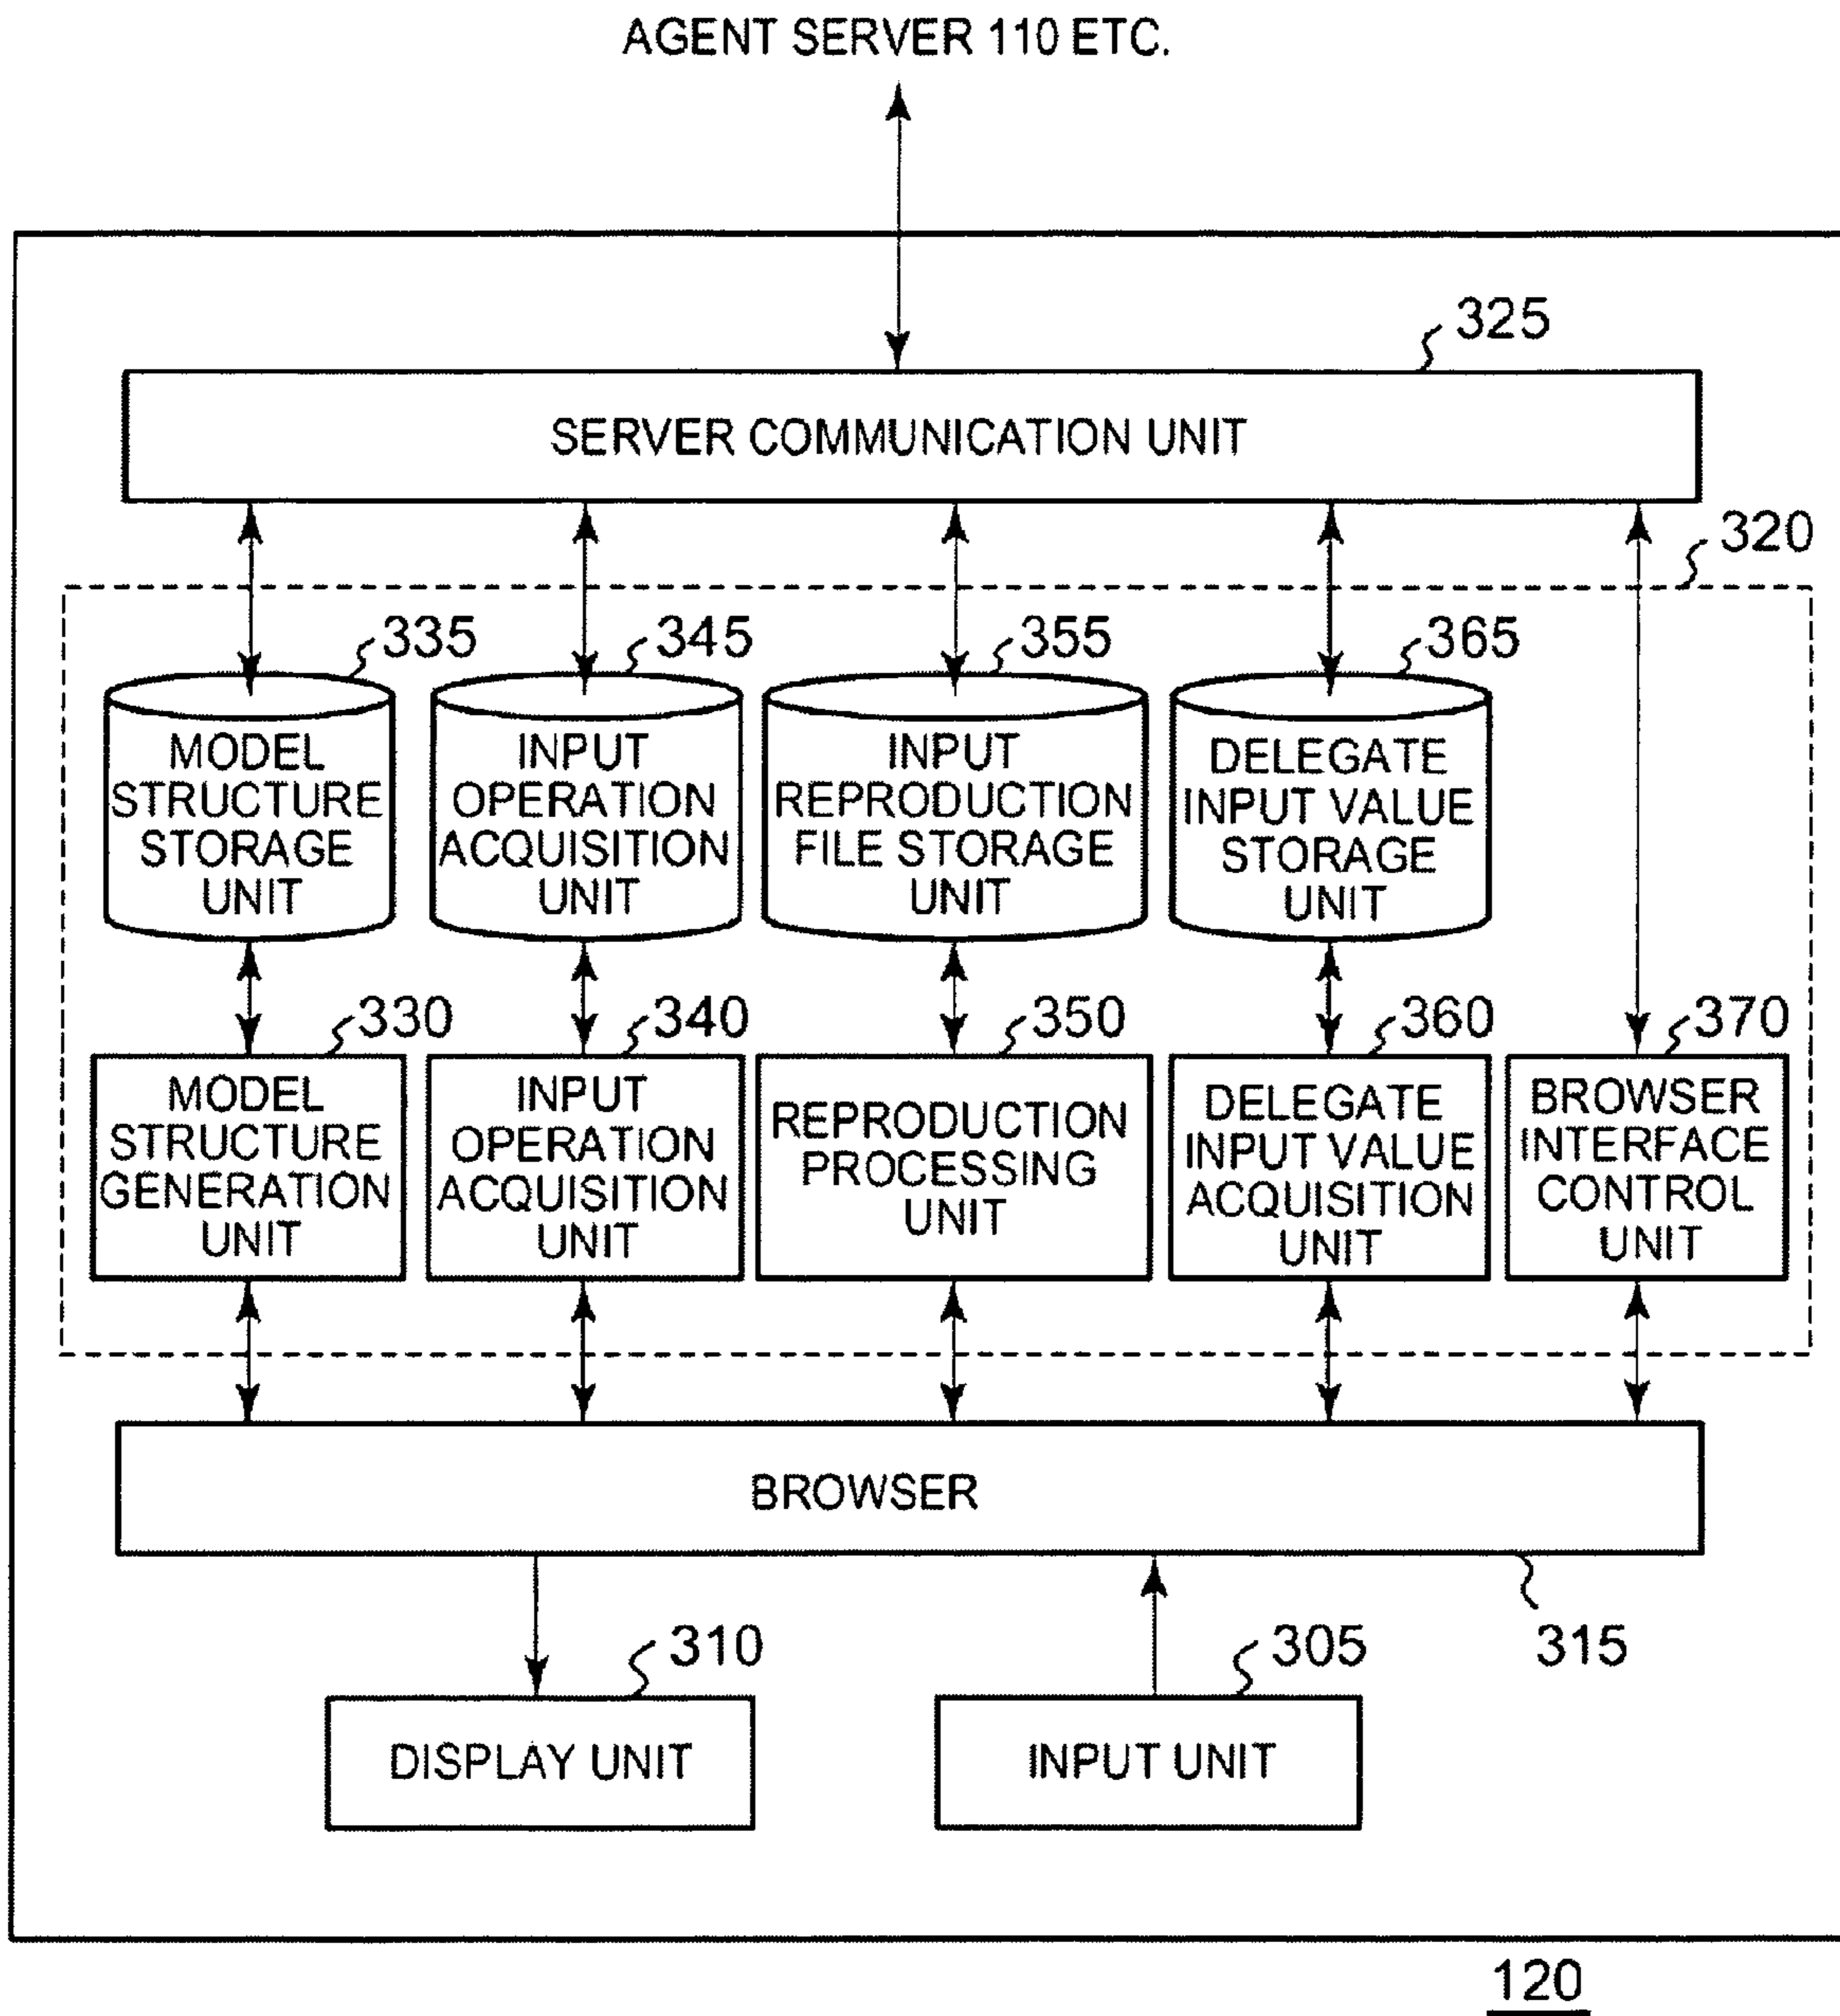 AGENT SERVER 110 ETC.
325
SERVER COMMUNICATION UNIT
320
335
345
355
365
MODEL
STRUCTURE
STORAGE
UNIT
INPUT
OPERATION
ACQUISITION
UNIT
INPUT
REPRODUCTION
FILE STORAGE
UNIT
DELEGATE
INPUT VALUE
STORAGE
UNIT
330
340
350
360
370
MODEL
STRUCTURE
GENERATION
UNIT
INPUT
OPERATION
ACQUISITION
UNIT
REPRODUCTION
PROCESSING
UNIT
DELEGATE
INPUT VALUE
ACQUISITION
UNIT
BROWSER
INTERFACE
CONTROL
UNIT
BROWSER
315
310
305
DISPLAY UNIT
INPUT UNIT
120